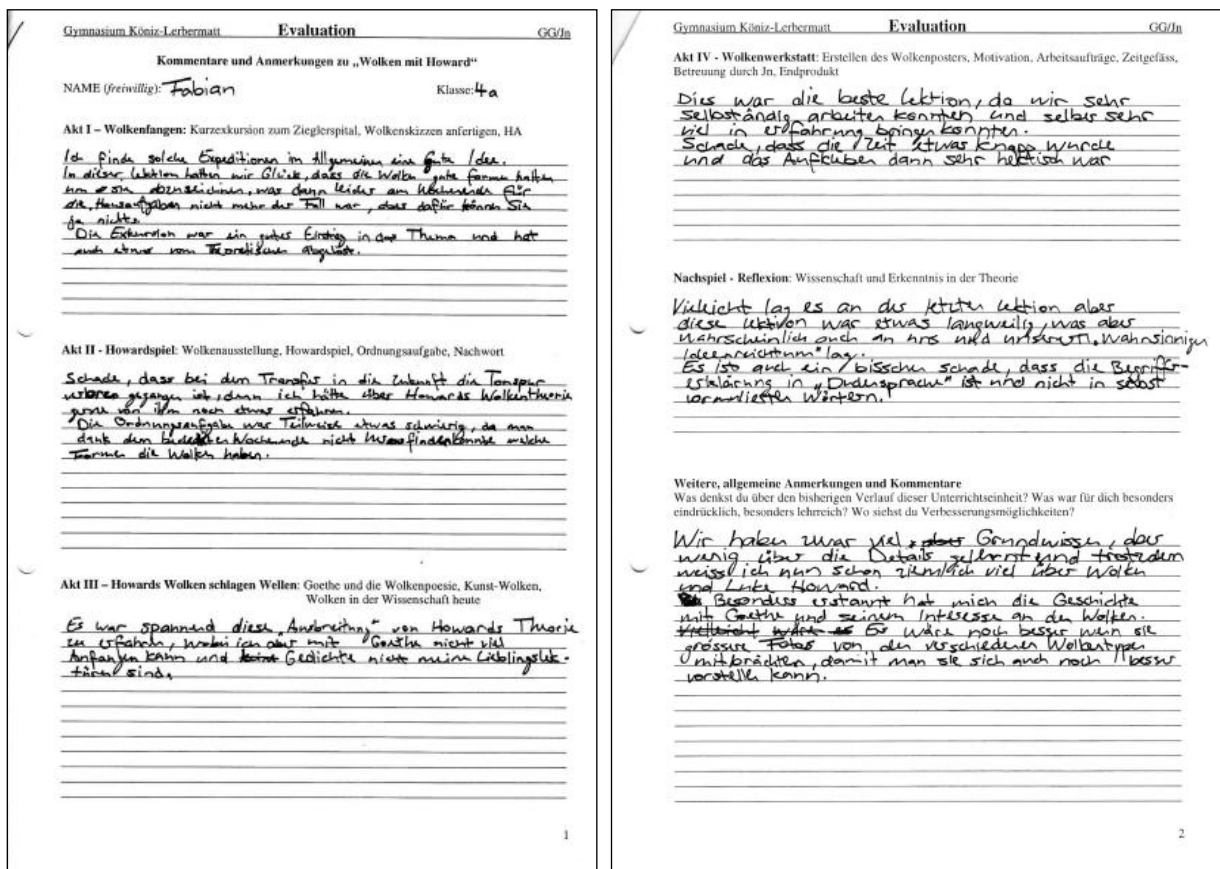 Gymnasium Köniz-Lerbermatt Evaluation GG/Jn
Kommentare und Anmerkungen zu „Wolken mit Howard“
NAME (freiwillig): Fabian Klasse: 4a
Akt I – Wolkenfangen: Kurzexkursion zum Zieglerspital, Wolkenskizzen anfertigen, HA
Ich finde solche Expeditionen im Allgemeinen eine gute Idee.
In dieser Lektion hatten wir Glück, dass die Wolken gute Formen hatten
um sie abzuzeichnen, was dann leider am Wochenende für
die Hausaufgaben nicht mehr der Fall war, aber dafür können Sie
ja nichts.
Die Exkursion war ein gutes Einstieg in das Thema und hat
auch etwas vom Theoretischen abgelöst.
Akt II - Howardspiel: Wolkenausstellung, Howardspiel, Ordnungsaufgabe, Nachwort
Schade, dass bei dem Transfer in die Zukunft die Tonspur
verloren gegangen ist, denn ich hätte über Howards Wolkentheorie
gerne von ihm noch etwas erfahren.
Die Ordnungsaufgabe war Teilweise etwas schwierig, da man
dank dem bedeckten Wochenende nicht herausfinden konnte welche
Formen die Wolken haben.
Akt III – Howards Wolken schlagen Wellen: Goethe und die Wolkenpoesie, Kunst-Wolken,
Wolken in der Wissenschaft heute
Es war spannend diese „Ausbreitung“ von Howards Theorie
zu erfahren, wobei ich aber mit Goethe nicht viel
Anfangen kann und keine Gedichte nicht meine Lieblingslek-
türen sind.
1
Gymnasium Köniz-Lerbermatt Evaluation GG/Jn
Akt IV - Wolkenwerkstatt: Erstellen des Wolkenposters, Motivation, Arbeitsaufträge, Zeitgefäss,
Betreuung durch Jn, Endprodukt
Dies war die beste Lektion, da wir sehr
selbständig arbeiten konnten und selber sehr
viel in erfahrung bringen konnten.
Schade, dass die Zeit etwas knapp wurde
und das Aufkleben dann sehr hektisch war
Nachspiel - Reflexion: Wissenschaft und Erkenntnis in der Theorie
Vielleicht lag es an der letzten Lektion aber
diese Lektion war etwas langweilig, was aber
wahrscheinlich auch an uns und unserem „Wahnsinnigen
Ideenreichtum“ lag.
Es ist auch ein bisschen schade, dass die Begriffs-
erklärung in „Dudensprache“ ist und nicht in selbst
vormulierten Wörtern.
Weitere, allgemeine Anmerkungen und Kommentare
Was denkst du über den bisherigen Verlauf dieser Unterrichtseinheit? Was war für dich besonders
eindrücklich, besonders lehrreich? Wo siehst du Verbesserungsmöglichkeiten?
Wir haben zwar viel, aber Grundwissen, aber
wenig über die Details gelernt und trotzdem
weiss ich nun schon ziemlich viel über Wolken
und Luke Howard.
Besonders erstaunt hat mich die Geschichte
mit Goethe und seinem Interesse an den Wolken.
Vielleicht wäre es Es wäre noch besser wenn sie
grössere Fotos von den verschiedenen Wolkentypen
mitbrächten, damit man sie sich auch noch besser
vorstellen kann.
2